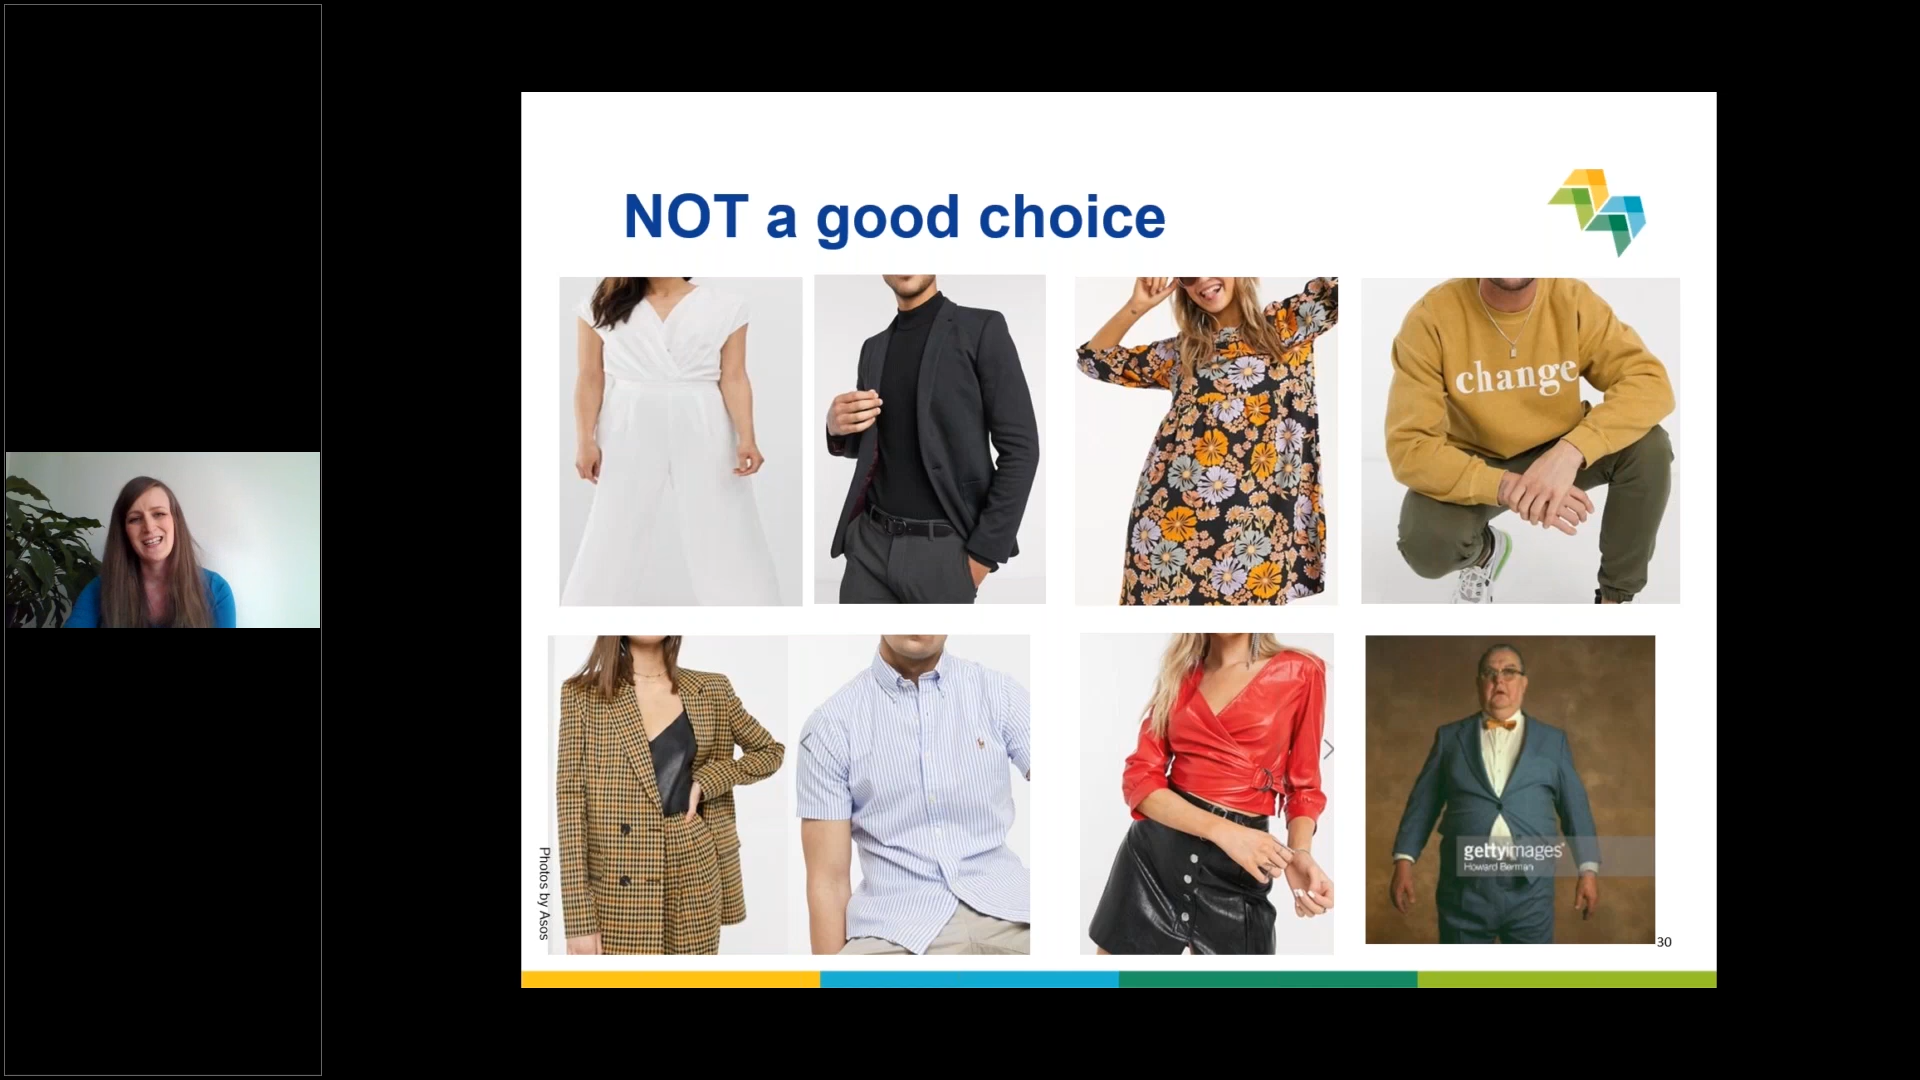 NOT a good choice
change
Photos by Asos
gettyimages®
Howard Berman
30